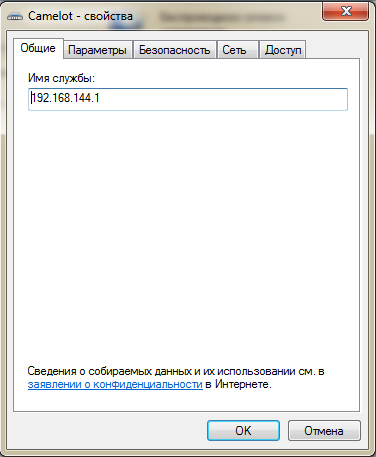 Camelot - свойства
Общие Параметры Безопасность Сеть Доступ
Имя службы:
192.168.144.1
Сведения о собираемых данных и их использовании см. в
заявлении о конфиденциальности в Интернете.
OK Отмена